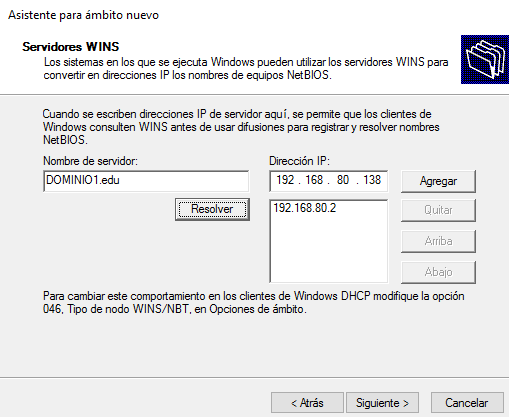 Asistente para ámbito nuevo
Servidores WINS
Los sistemas en los que se ejecuta Windows pueden utilizar los servidores WINS para
convertir en direcciones IP los nombres de equipos NetBIOS.
Cuando se escriben direcciones IP de servidor aquí, se permite que los clientes de
Windows consulten WINS antes de usar difusiones para registrar y resolver nombres
NetBIOS.
Nombre de servidor:
Dirección IP:
DOMINIO1.edu
192 . 168 . 80 . 138
Agregar
Resolver
192.168.80.2
Quitar
Arriba
Abajo
Para cambiar este comportamiento en los clientes de Windows DHCP modifique la opción
046, Tipo de nodo WINS/NBT, en Opciones de ámbito.
< Atrás
Siguiente >
Cancelar